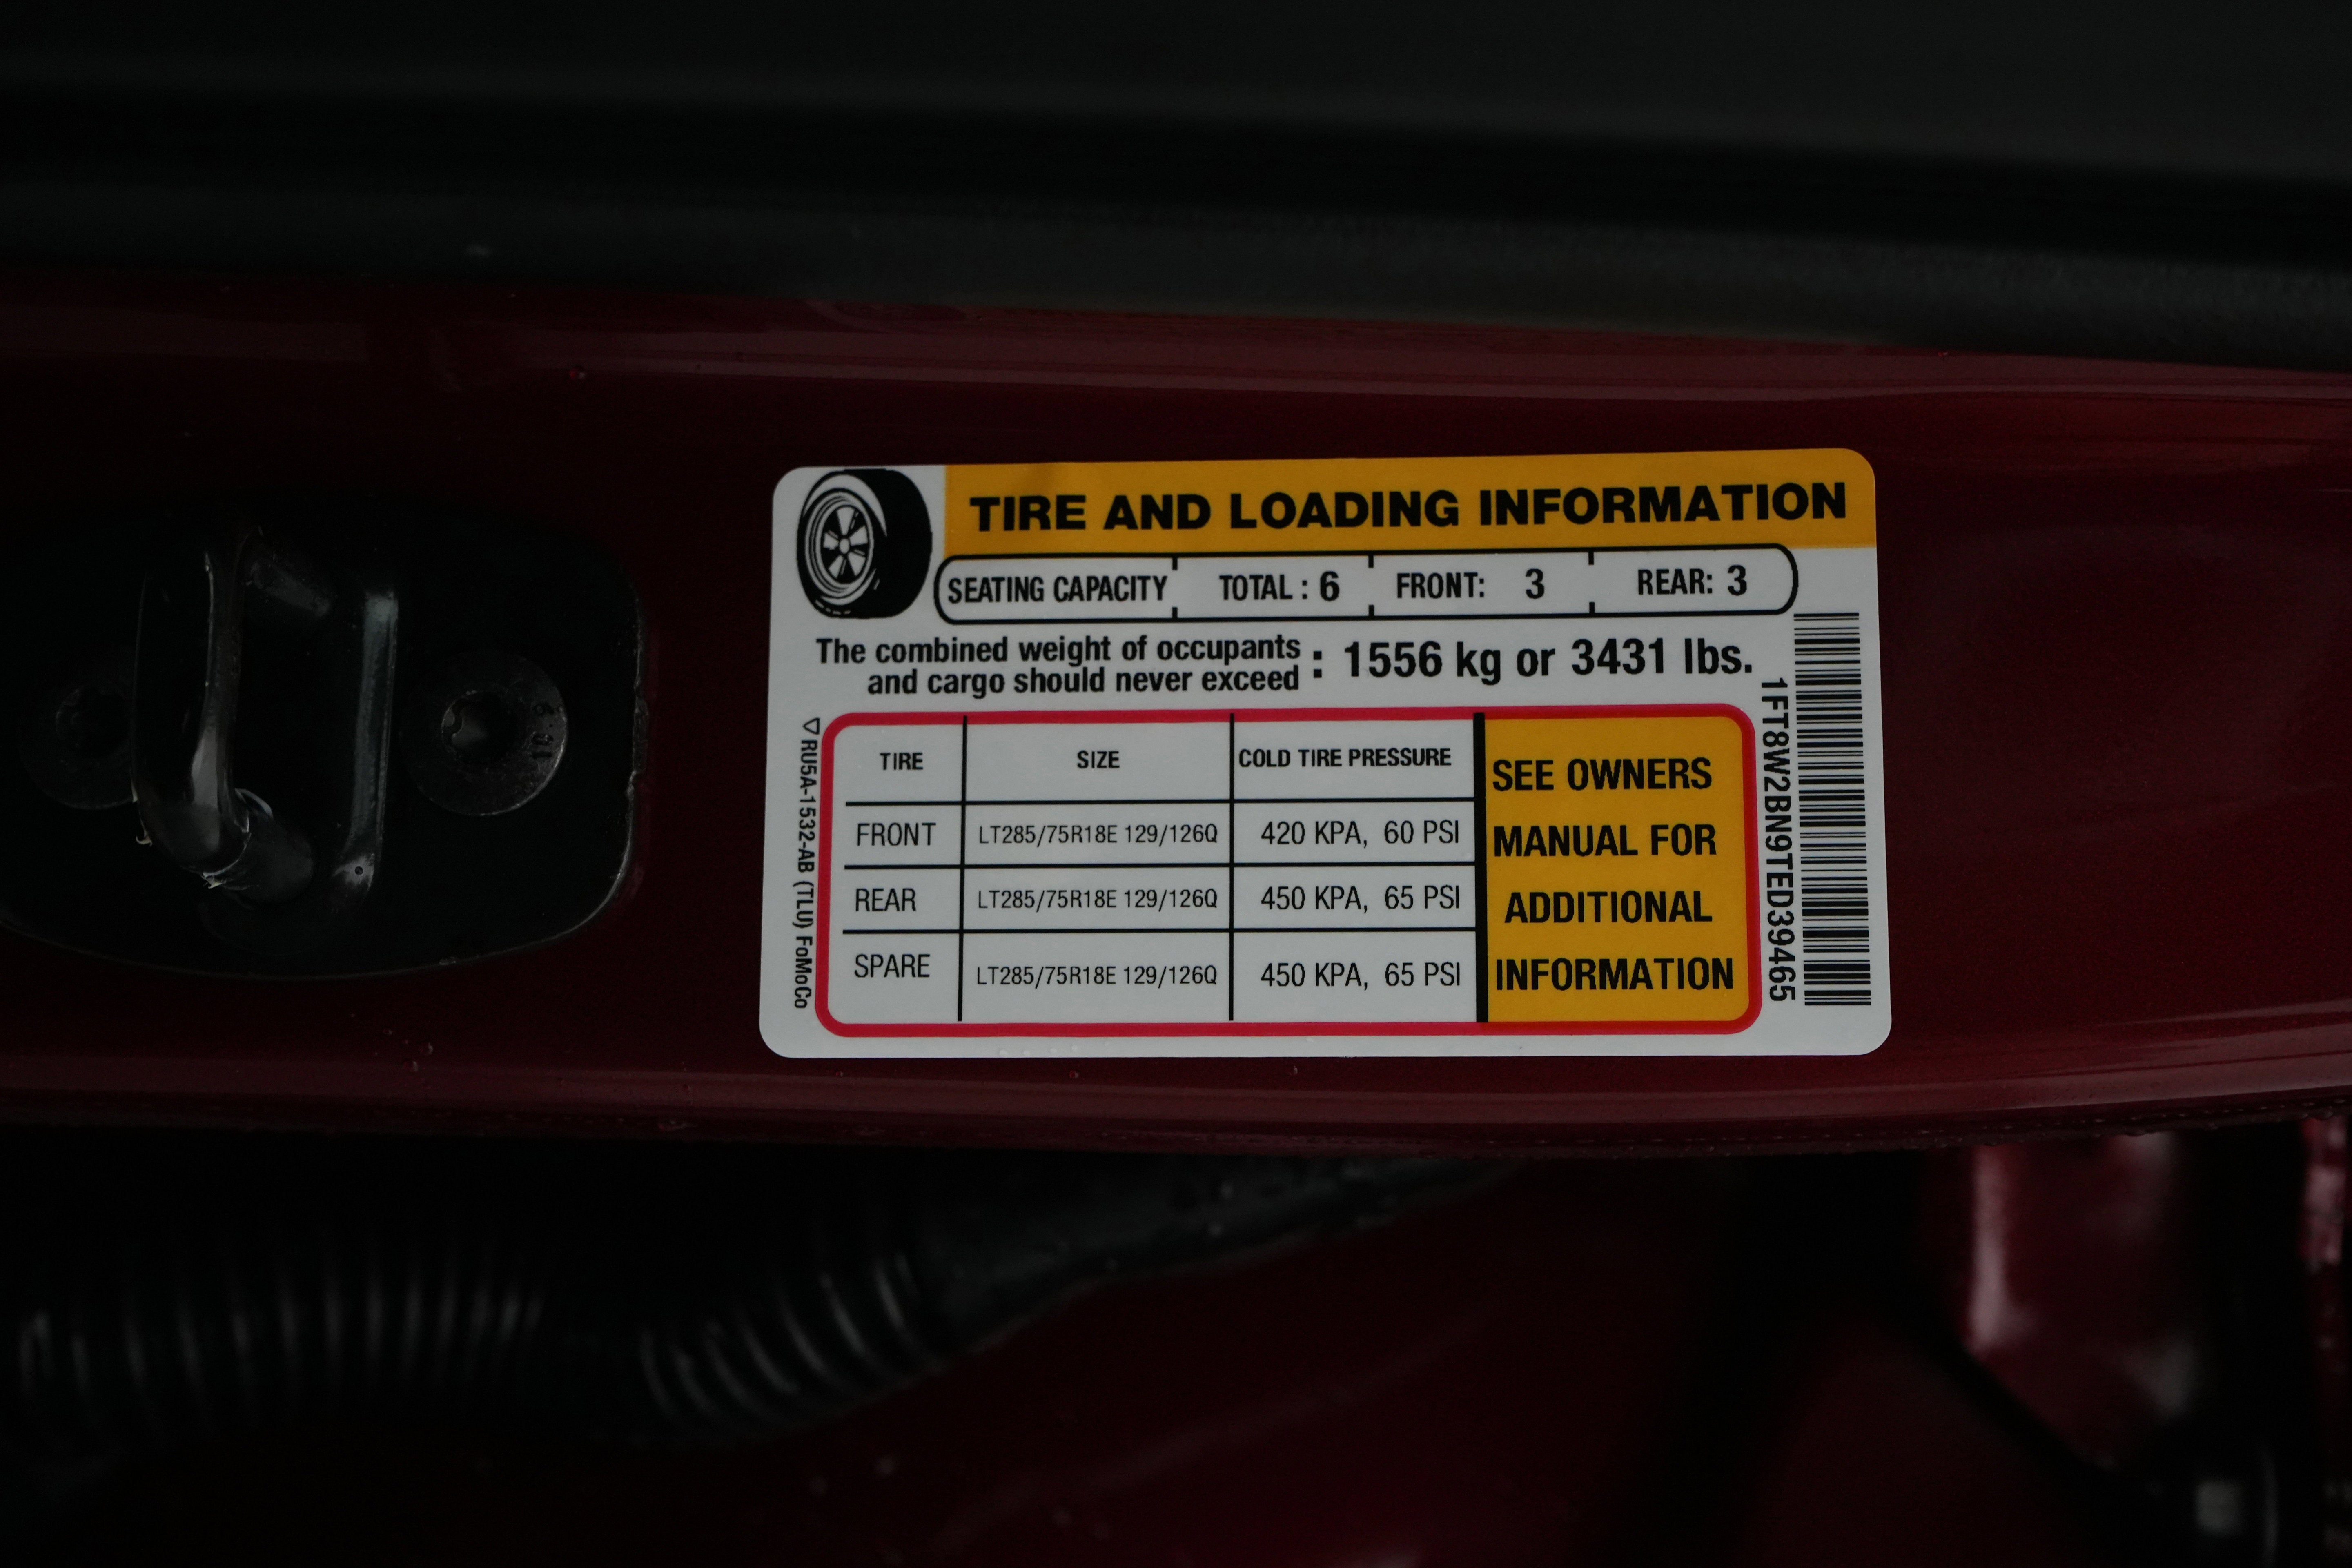 TIRE AND LOADING INFORMATION
SEATING CAPACITY TOTAL : 6 FRONT: 3 REAR: 3
The combined weight of occupants
and cargo should never exceed : 1556 kg or 3431 lbs.
TIRE SIZE COLD TIRE PRESSURE
FRONT LT285/75R18E 129/126Q 420 KPA, 60 PSI
REAR LT285/75R18E 129/126Q 450 KPA, 65 PSI
SPARE LT285/75R18E 129/126Q 450 KPA, 65 PSI
SEE OWNERS
MANUAL FOR
ADDITIONAL
INFORMATION
RU5A-1532-AB (TLU) FoMoCo
1FT8W2BN9TED39465